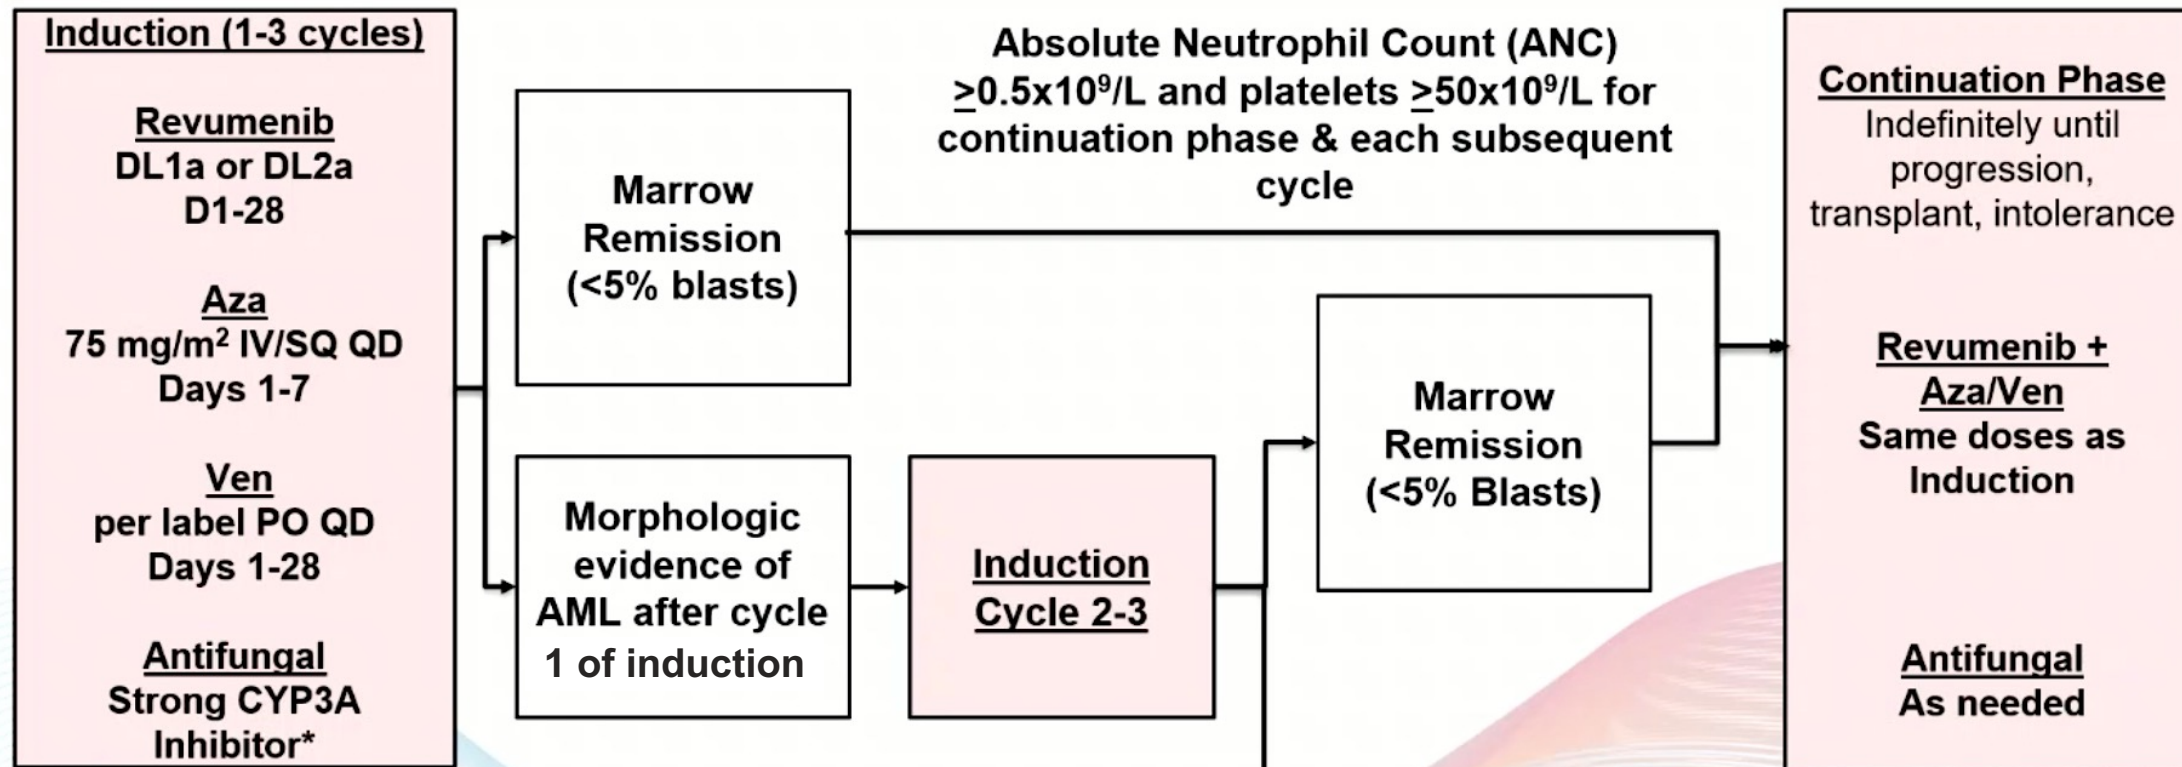 Induction (1-3 cycles)
Revumenib
DL1a or DL2a
D1-28
Aza
75 mg/m² IV/SQ QD
Days 1-7
Ven
per label PO QD
Days 1-28
Antifungal
Strong CYP3A
Inhibitor*
Marrow
Remission
(<5% blasts)
Morphologic
evidence of
AML after cycle
1 of induction
Absolute Neutrophil Count (ANC)
≥0.5x10⁹/L and platelets ≥50x10⁹/L for
continuation phase & each subsequent
cycle
Induction
Cycle 2-3
Marrow
Remission
(<5% Blasts)
Continuation Phase
Indefinitely until
progression,
transplant, intolerance
Revumenib +
Aza/Ven
Same doses as
Induction
Antifungal
As needed